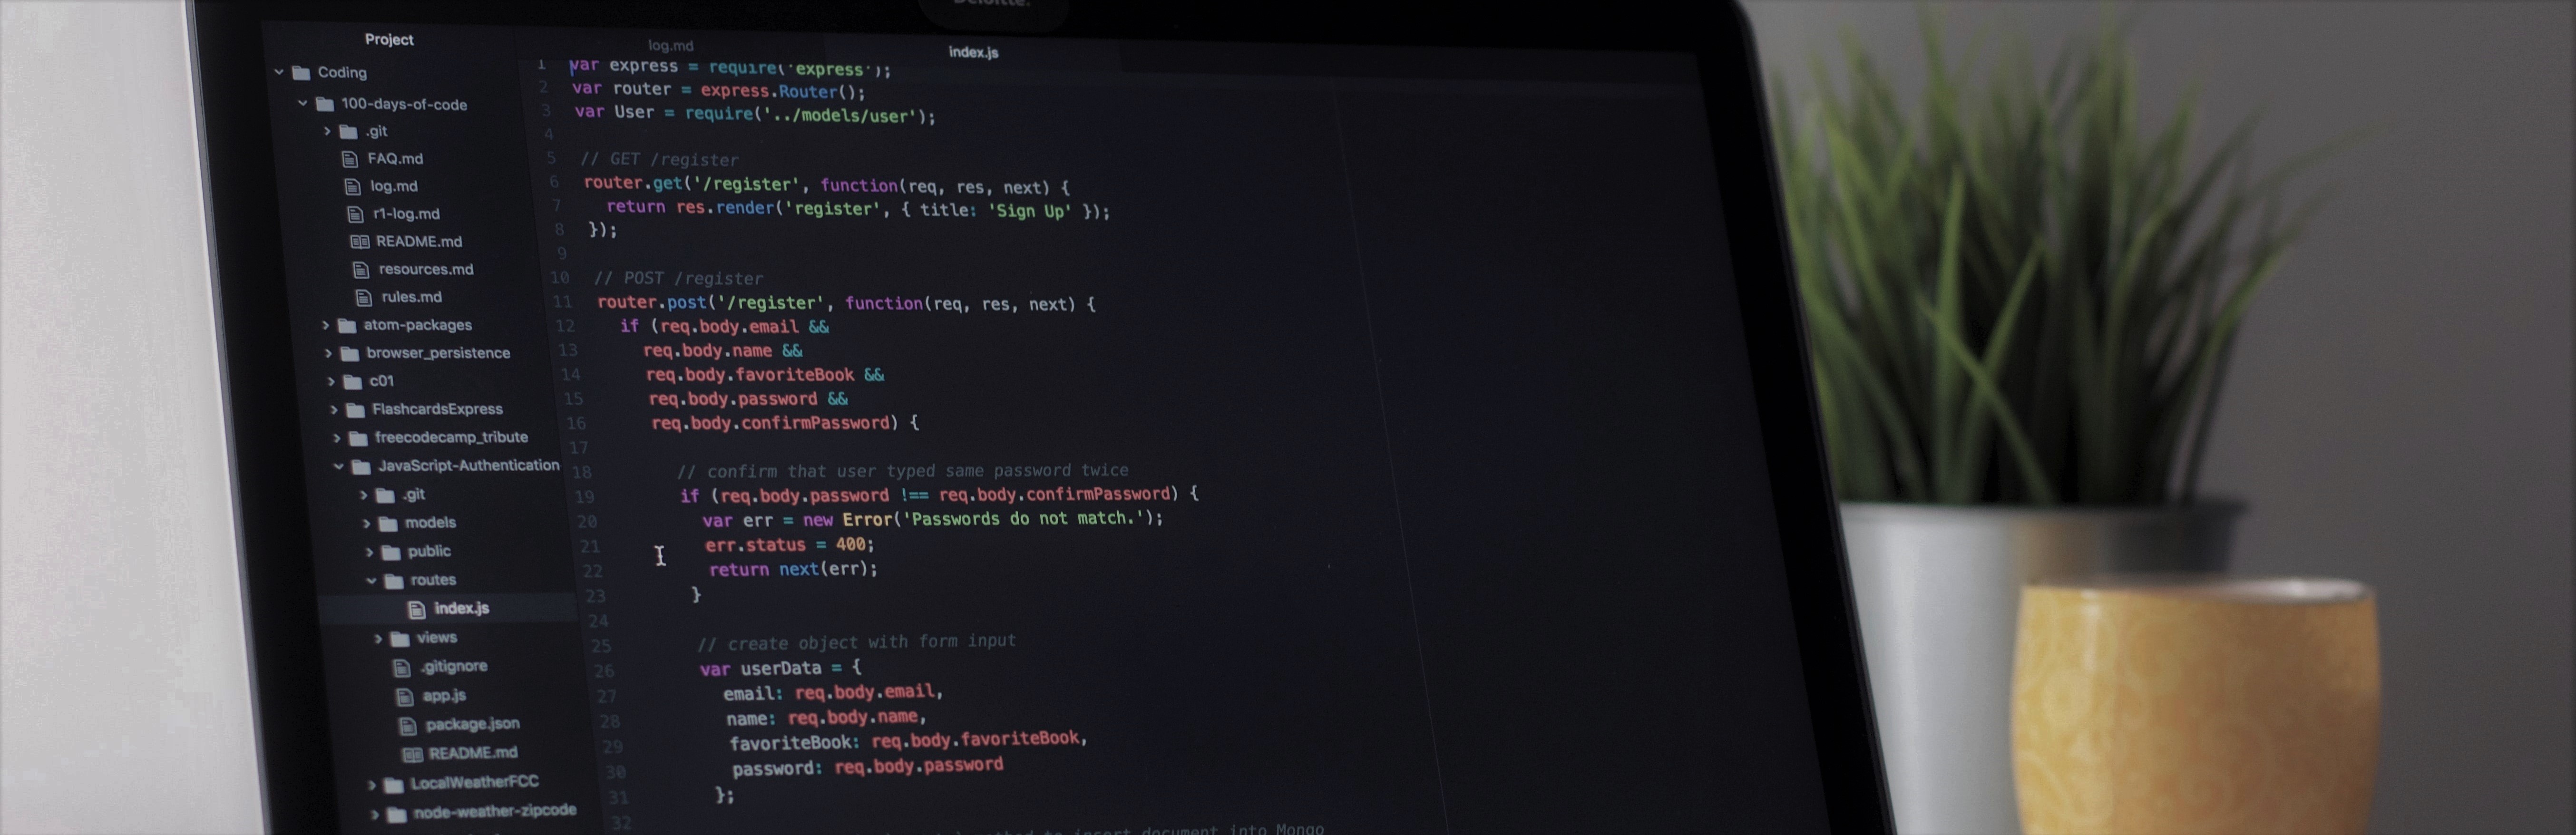 Deloitte.
Project
Coding
100-days-of-code
.git
FAQ.md
log.md
r1-log.md
README.md
resources.md
rules.md
atom-packages
browser_persistence
c01
FlashcardsExpress
freecodecamp_tribute
JavaScript-Authentication
.git
models
public
routes
index.js
views
.gitignore
app.js
package.json
README.md
LocalWeatherFCC
node-weather-zipcode
log.md
index.js
1 var express = require('express');
2 var router = express.Router();
3 var User = require('../models/user');
4
5 // GET /register
6 router.get('/register', function(req, res, next) {
7 return res.render('register', { title: 'Sign Up' });
8 });
9
10 // POST /register
11 router.post('/register', function(req, res, next) {
12 if (req.body.email &&
13 req.body.name &&
14 req.body.favoriteBook &&
15 req.body.password &&
16 req.body.confirmPassword) {
17
18 // confirm that user typed same password twice
19 if (req.body.password !== req.body.confirmPassword) {
20 var err = new Error('Passwords do not match.');
21 err.status = 400;
22 return next(err);
23 }
24
25 // create object with form input
26 var userData = {
27 email: req.body.email,
28 name: req.body.name,
29 favoriteBook: req.body.favoriteBook,
30 password: req.body.password
31 };
32
to insert document into Mongo